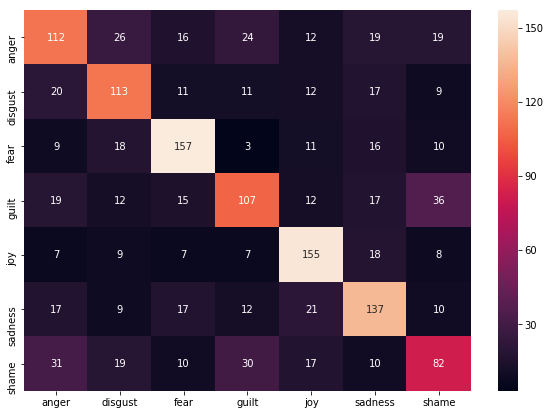 anger 112 26 16 24 12 19 19
disgust 20 113 11 11 12 17 9
fear 9 18 157 3 11 16 10
guilt 19 12 15 107 12 17 36
joy 7 9 7 7 155 18 8
sadness 17 9 17 12 21 137 10
shame 31 19 10 30 17 10 82
anger disgust fear guilt joy sadness shame
150
120
90
60
30